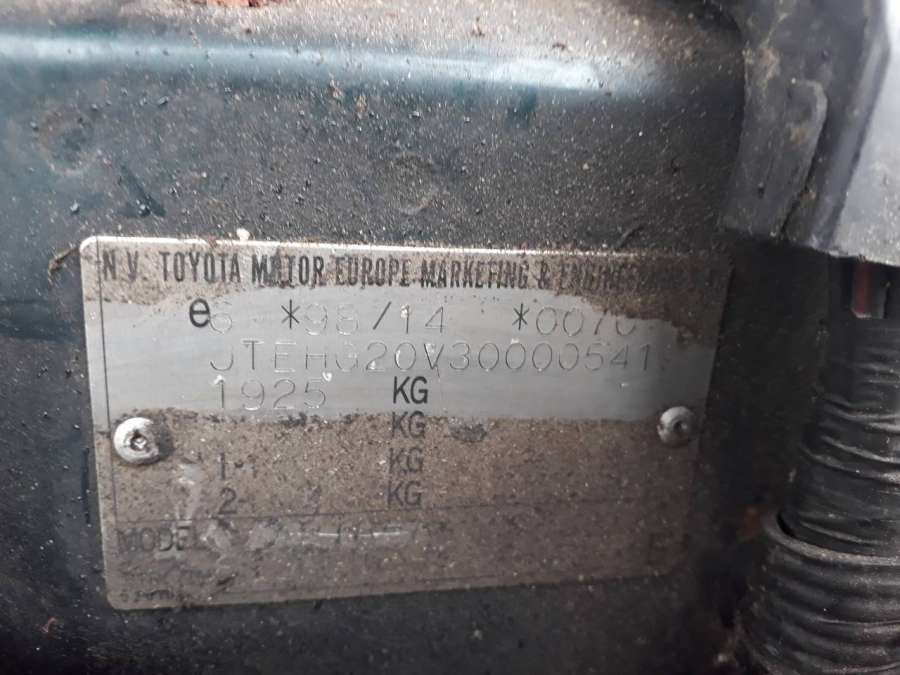 N.V. TOYOTA MOTOR EUROPE MARKETING & ENGINEERING
e6 *98/14 *0070
JTEHG20V30000541
1925 KG
KG
1- KG
2- KG
MODEL